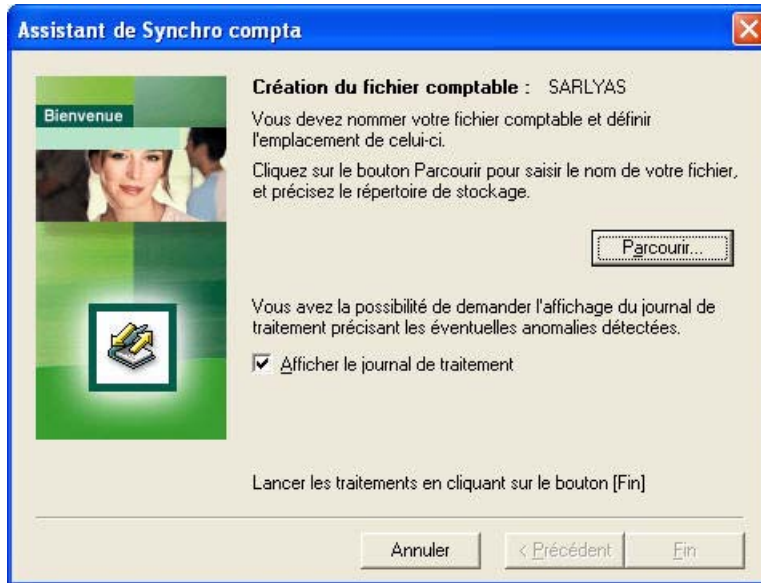 Assistant de Synchro compta
Bienvenue
Création du fichier comptable : SARLYAS
Vous devez nommer votre fichier comptable et définir
l'emplacement de celui-ci.
Cliquez sur le bouton Parcourir pour saisir le nom de votre fichier,
et précisez le répertoire de stockage.
Parcourir...
Vous avez la possibilité de demander l'affichage du journal de
traitement précisant les éventuelles anomalies détectées.
Afficher le journal de traitement
Lancer les traitements en cliquant sur le bouton [Fin]
Annuler
< Précédent
Fin